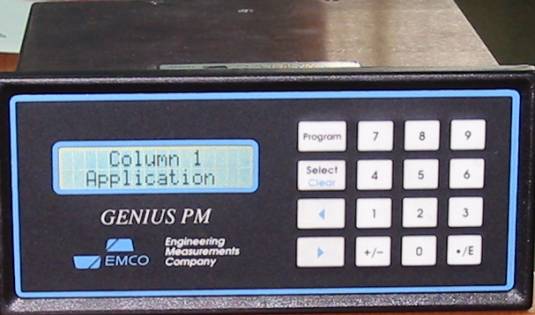 Column 1
Application
GENIUS PM
EMCO
Engineering
Measurements
Company
Program 7 8 9
Select
Clear
4 5 6
◀ 1 2 3
▶ +/− 0 •/E